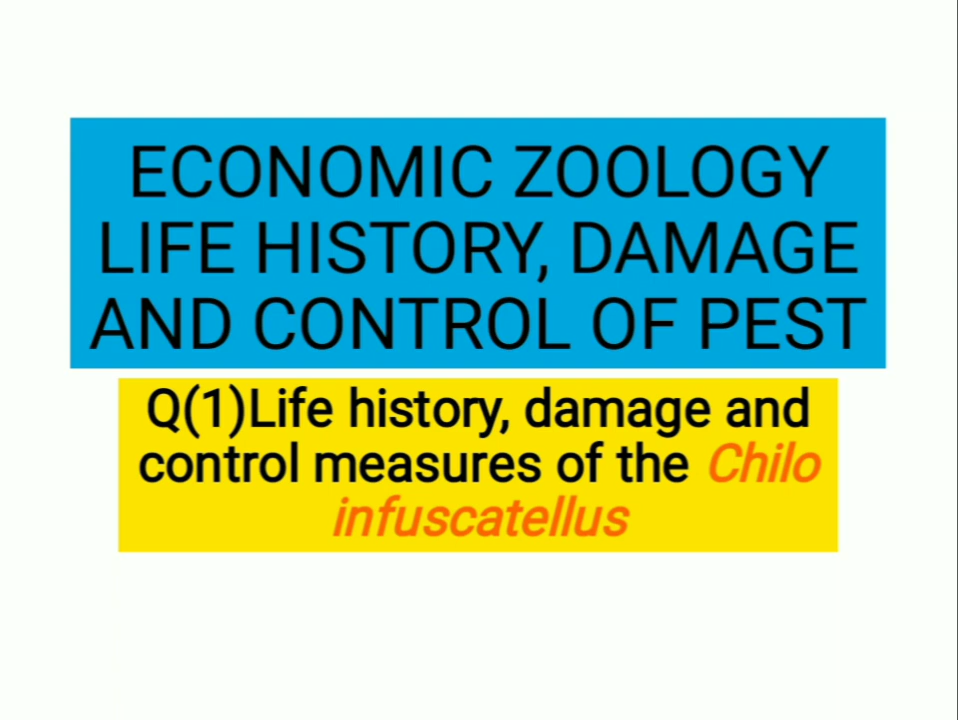 ECONOMIC ZOOLOGY
LIFE HISTORY, DAMAGE
AND CONTROL OF PEST
Q(1)Life history, damage and
control measures of the Chilo
infuscatellus